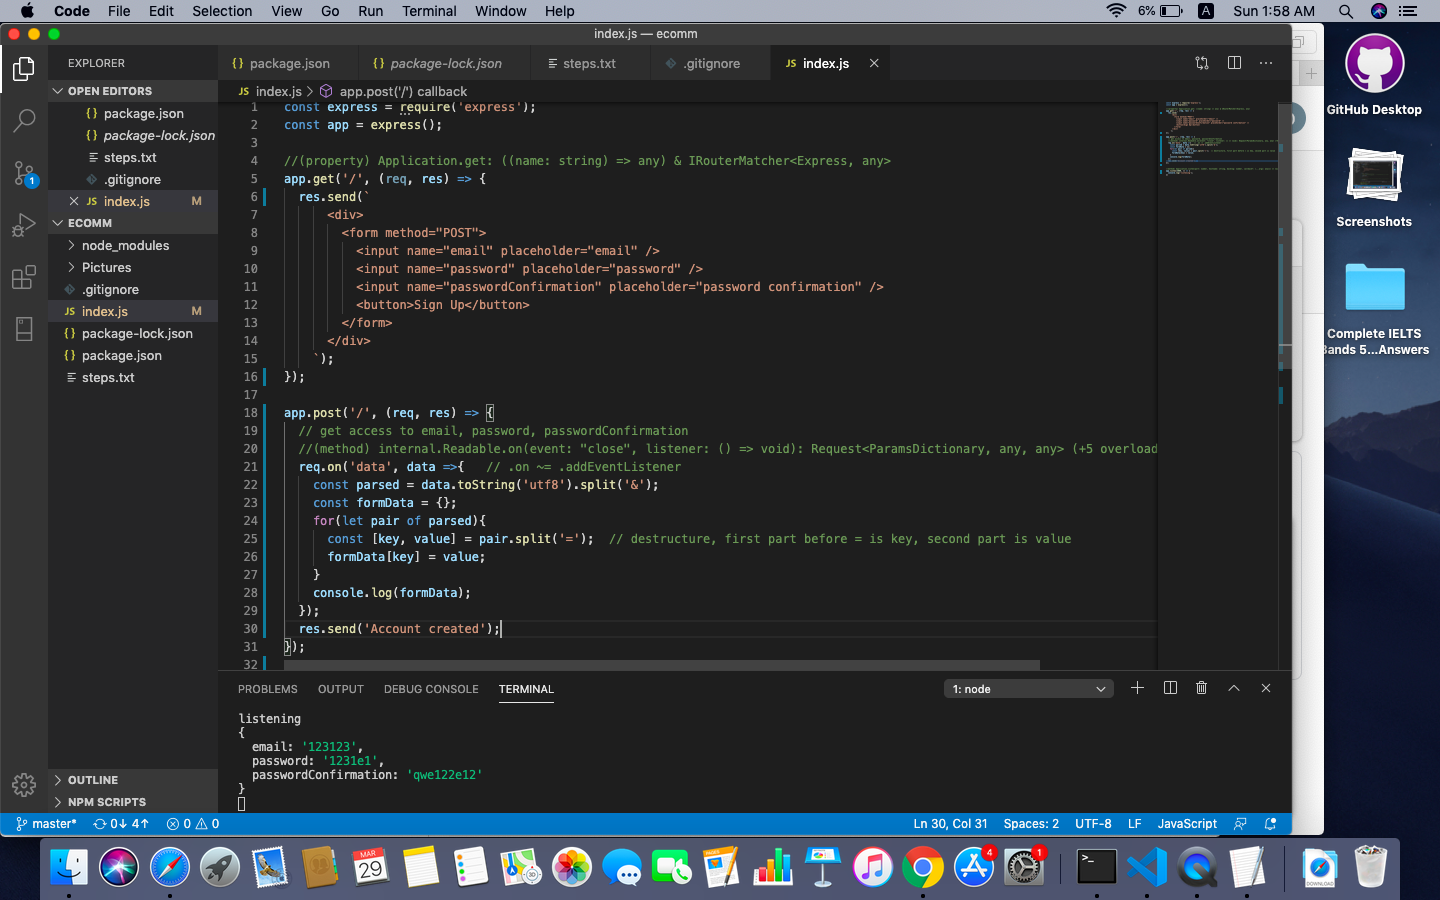 Code File Edit Selection View Go Run Terminal Window Help 6% A Sun 1:58 AM
index.js — ecomm
EXPLORER
package.json package-lock.json steps.txt .gitignore JS index.js
OPEN EDITORS
package.json
package-lock.json
steps.txt
.gitignore
JS index.js M
ECOMM
node_modules
Pictures
.gitignore
JS index.js M
package-lock.json
package.json
steps.txt
OUTLINE
NPM SCRIPTS
1
JS index.js > app.post('/') callback
1 const express = require('express');
2 const app = express();
3
4 //(property) Application.get: ((name: string) => any) & IRouterMatcher<Express, any>
5 app.get('/', (req, res) => {
6 res.send(`
7 <div>
8 <form method="POST">
9 <input name="email" placeholder="email" />
10 <input name="password" placeholder="password" />
11 <input name="passwordConfirmation" placeholder="password confirmation" />
12 <button>Sign Up</button>
13 </form>
14 </div>
15 `);
16 });
17
18 app.post('/', (req, res) => {
19 // get access to email, password, passwordConfirmation
20 //(method) internal.Readable.on(event: "close", listener: () => void): Request<ParamsDictionary, any, any> (+5 overload
21 req.on('data', data =>{ // .on ~= .addEventListener
22 const parsed = data.toString('utf8').split('&');
23 const formData = {};
24 for(let pair of parsed){
25 const [key, value] = pair.split('='); // destructure, first part before = is key, second part is value
26 formData[key] = value;
27 }
28 console.log(formData);
29 });
30 res.send('Account created');
31 });
32
PROBLEMS OUTPUT DEBUG CONSOLE TERMINAL 1: node
listening
{
email: '123123',
password: '1231e1',
passwordConfirmation: 'qwe122e12'
}
master* 0↓ 4↑ 0 0 Ln 30, Col 31 Spaces: 2 UTF-8 LF JavaScript
GitHub Desktop
Screenshots
Complete IELTS
Bands 5...Answers
MAR
29
4
1
>_
DOWNLOAD